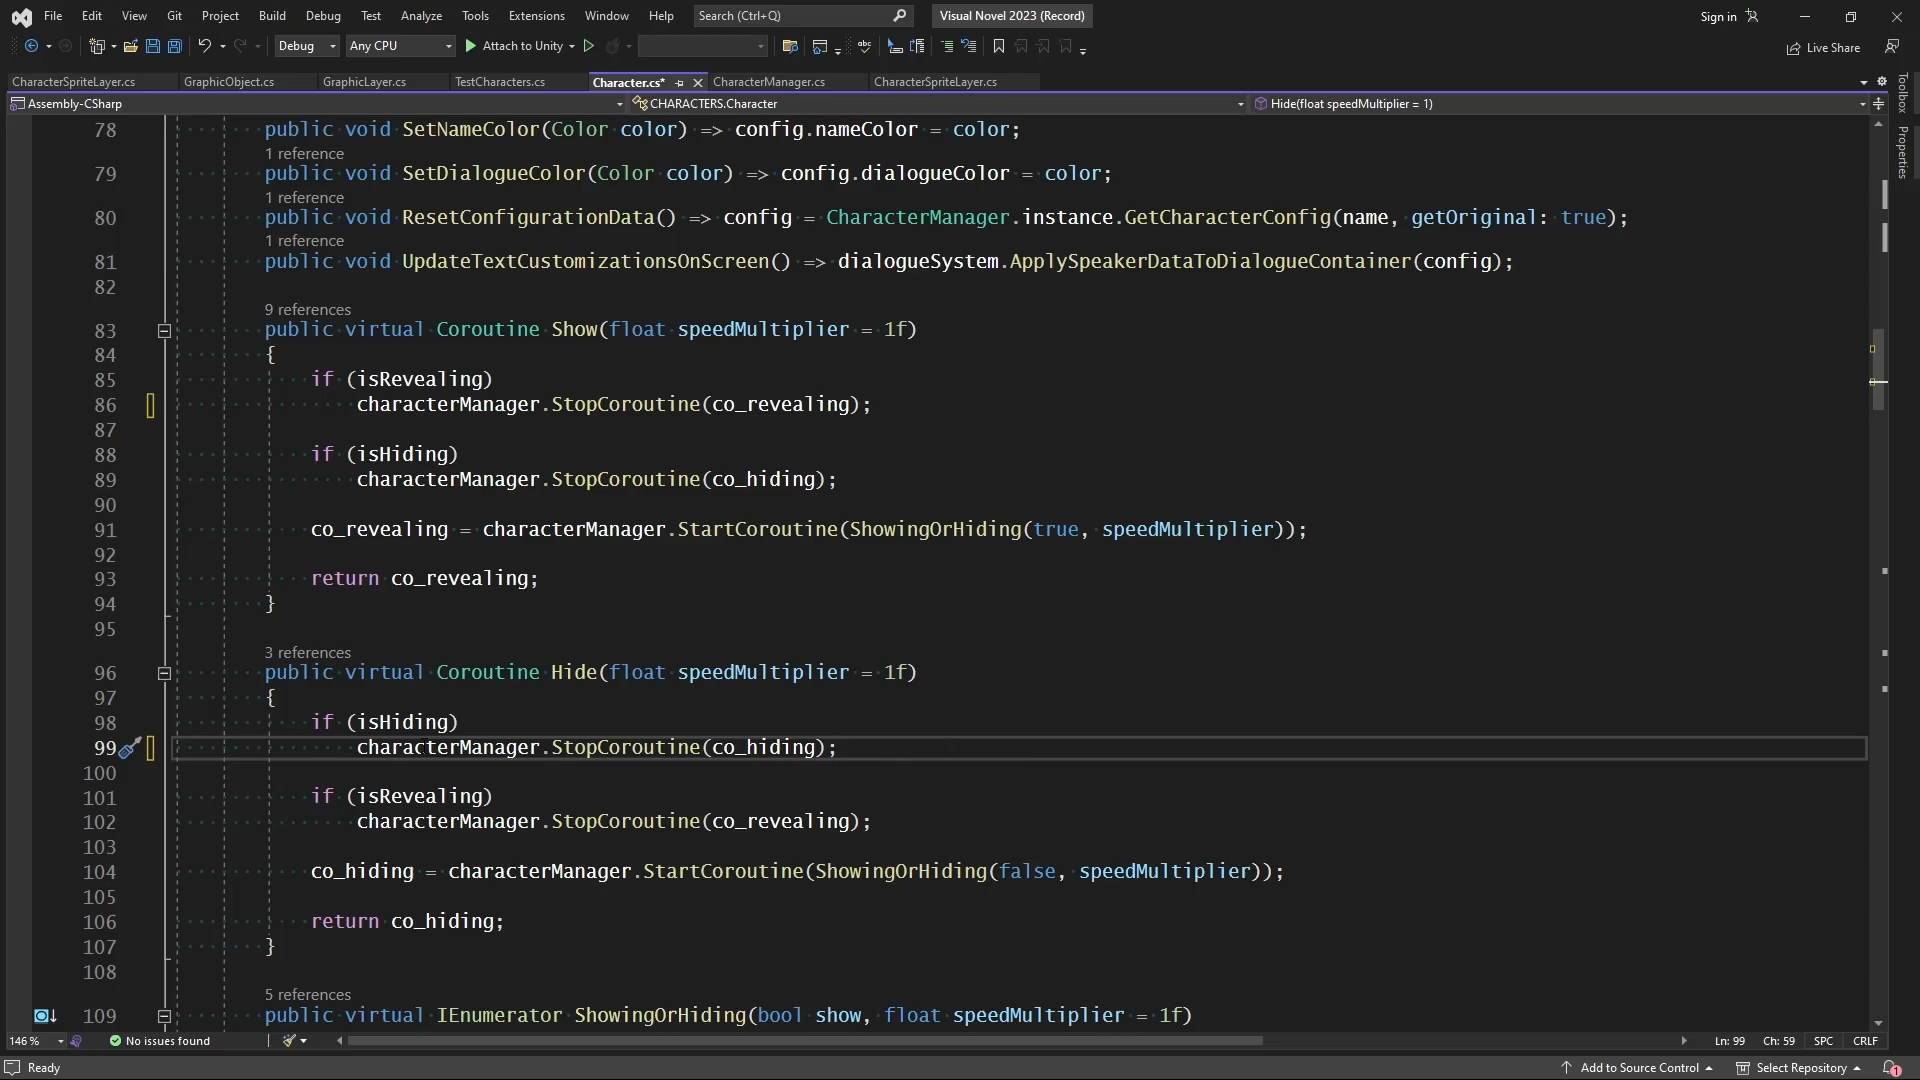 File Edit View Git Project Build Debug Test Analyze Tools Extensions Window Help Search (Ctrl+Q) Visual Novel 2023 (Record) Sign in
Debug Any CPU Attach to Unity Live Share
CharacterSpriteLayer.cs GraphicObject.cs GraphicLayer.cs TestCharacters.cs Character.cs* CharacterManager.cs CharacterSpriteLayer.cs
Assembly-CSharp CHARACTERS.Character Hide(float speedMultiplier = 1)
Toolbox
Properties
78 public void SetNameColor(Color color) => config.nameColor = color;
1 reference
79 public void SetDialogueColor(Color color) => config.dialogueColor = color;
1 reference
80 public void ResetConfigurationData() => config = CharacterManager.instance.GetCharacterConfig(name, getOriginal: true);
1 reference
81 public void UpdateTextCustomizationsOnScreen() => dialogueSystem.ApplySpeakerDataToDialogueContainer(config);
82
9 references
83 public virtual Coroutine Show(float speedMultiplier = 1f)
84 {
85 if (isRevealing)
86 characterManager.StopCoroutine(co_revealing);
87
88 if (isHiding)
89 characterManager.StopCoroutine(co_hiding);
90
91 co_revealing = characterManager.StartCoroutine(ShowingOrHiding(true, speedMultiplier));
92
93 return co_revealing;
94 }
95
3 references
96 public virtual Coroutine Hide(float speedMultiplier = 1f)
97 {
98 if (isHiding)
99 characterManager.StopCoroutine(co_hiding);
100
101 if (isRevealing)
102 characterManager.StopCoroutine(co_revealing);
103
104 co_hiding = characterManager.StartCoroutine(ShowingOrHiding(false, speedMultiplier));
105
106 return co_hiding;
107 }
108
5 references
109 public virtual IEnumerator ShowingOrHiding(bool show, float speedMultiplier = 1f)
146 % No issues found Ln: 99 Ch: 59 SPC CRLF
Ready Add to Source Control Select Repository 1